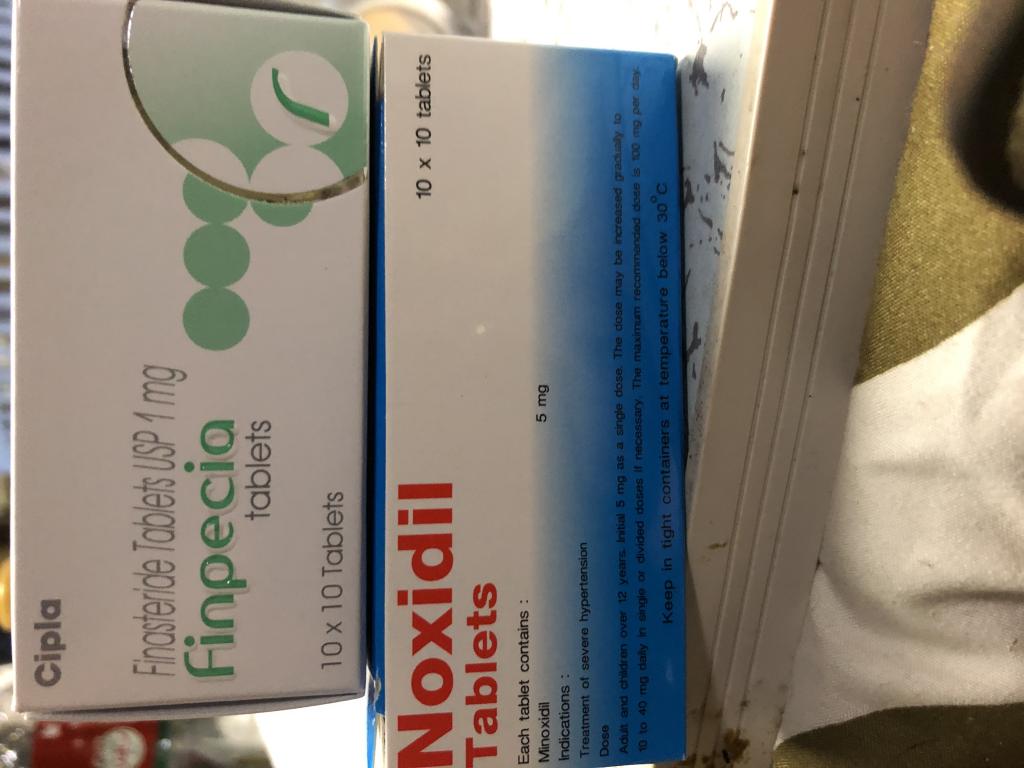 Cipla
Finasteride Tablets USP 1 mg
Finpecia
tablets
10 x 10 Tablets
10 x 10 tablets
Noxidil
Tablets
Each tablet contains :
Minoxidil 5 mg
Indications :
Treatment of severe hypertension
Dose
Adult and children over 12 years. Initial 5 mg as a single dose. The dose may be increased gradually to
10 to 40 mg daily in single or divided doses if necessary. The maximum recommended dose is 100 mg per day.
Keep in tight containers at temperature below 30°C